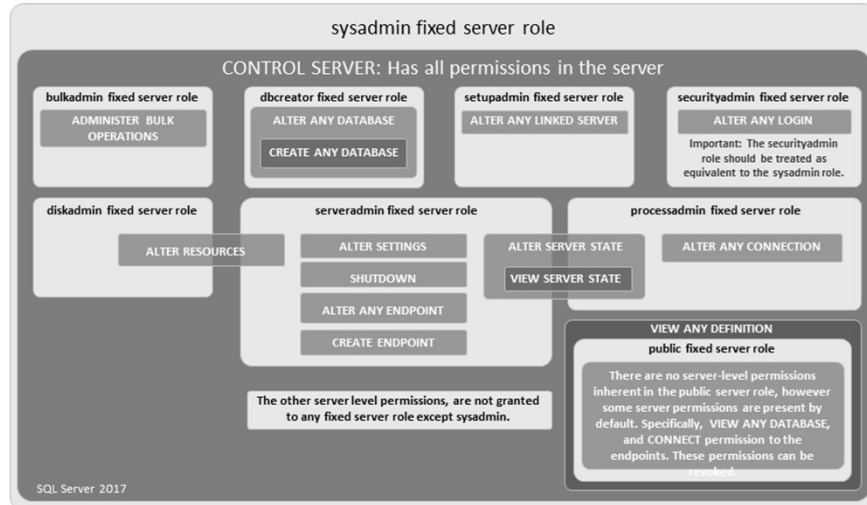 sysadmin fixed server role
CONTROL SERVER: Has all permissions in the server
bulkadmin fixed server role
ADMINISTER BULK
OPERATIONS
dbcreator fixed server role
ALTER ANY DATABASE
CREATE ANY DATABASE
setupadmin fixed server role
ALTER ANY LINKED SERVER
securityadmin fixed server role
ALTER ANY LOGIN
Important: The securityadmin
role should be treated as
equivalent to the sysadmin role.
diskadmin fixed server role
ALTER RESOURCES
serveradmin fixed server role
ALTER SETTINGS
SHUTDOWN
ALTER ANY ENDPOINT
CREATE ENDPOINT
ALTER SERVER STATE
VIEW SERVER STATE
processadmin fixed server role
ALTER ANY CONNECTION
VIEW ANY DEFINITION
public fixed server role
There are no server-level permissions
inherent in the public server role, however
some server permissions are present by
default. Specifically, VIEW ANY DATABASE,
and CONNECT permission to the
endpoints. These permissions can be
revoked.
The other server level permissions, are not granted
to any fixed server role except sysadmin.
SQL Server 2017